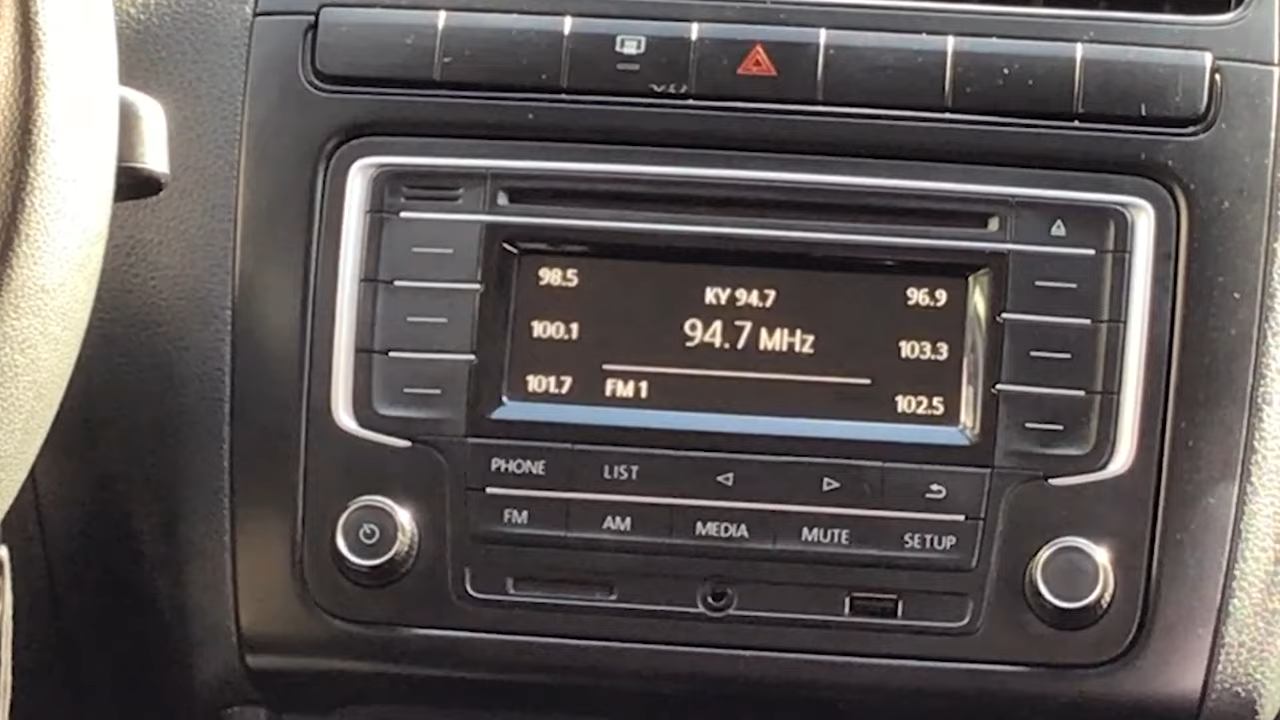 98.5
KY 94.7
96.9
100.1
94.7 MHz
103.3
101.7
FM 1
102.5
PHONE LIST
FM AM MEDIA MUTE SETUP